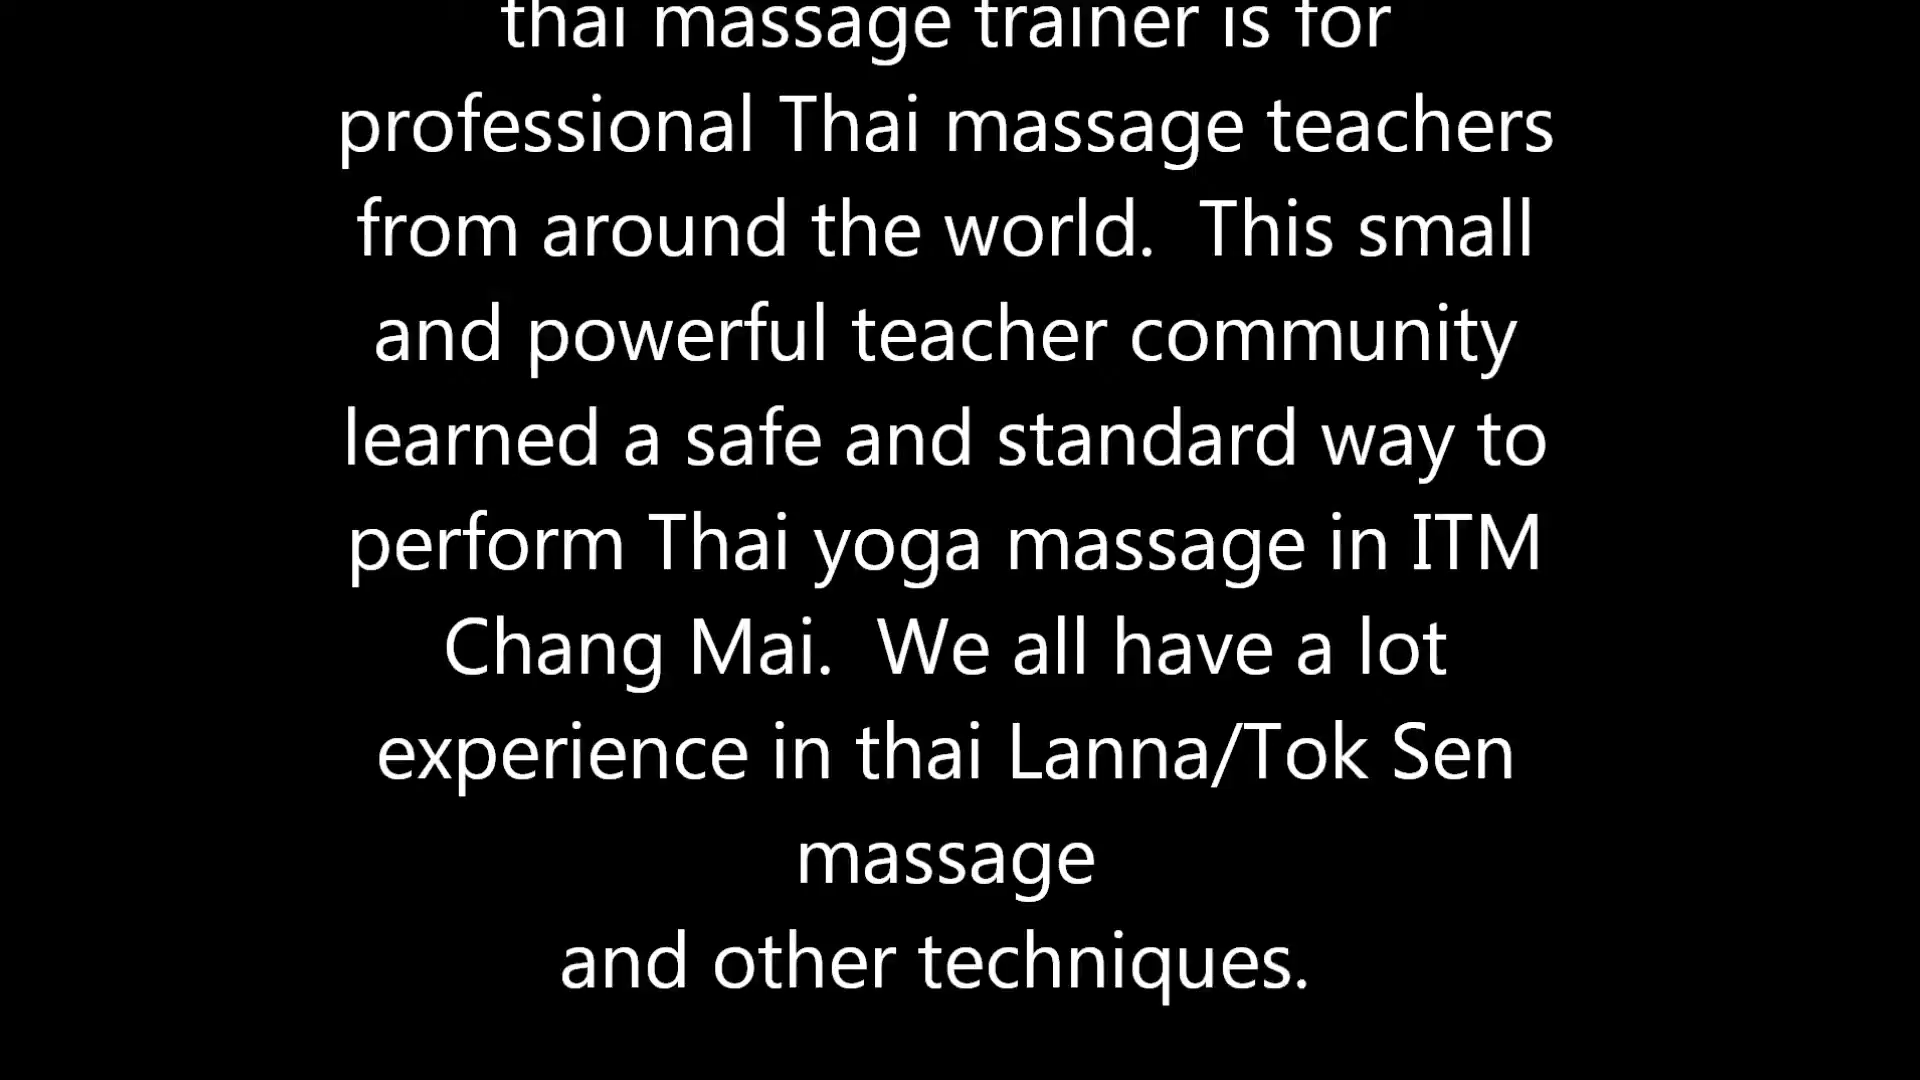 thai massage trainer is for
professional Thai massage teachers
from around the world.  This small
and powerful teacher community
learned a safe and standard way to
perform Thai yoga massage in ITM
Chang Mai.  We all have a lot
experience in thai Lanna/Tok Sen
massage
and other techniques.